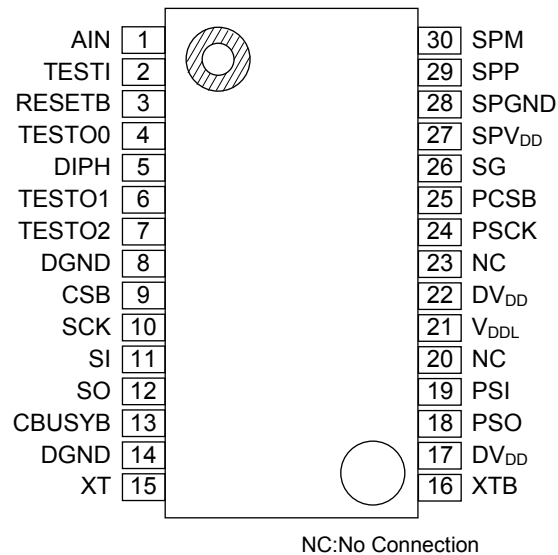 AIN 1 30 SPM
TESTI 2 29 SPP
RESETB 3 28 SPGND
TESTO0 4 27 SPVDD
DIPH 5 26 SG
TESTO1 6 25 PCSB
TESTO2 7 24 PSCK
DGND 8 23 NC
CSB 9 22 DVDD
SCK 10 21 VDDL
SI 11 20 NC
SO 12 19 PSI
CBUSYB 13 18 PSO
DGND 14 17 DVDD
XT 15 16 XTB
NC:No Connection